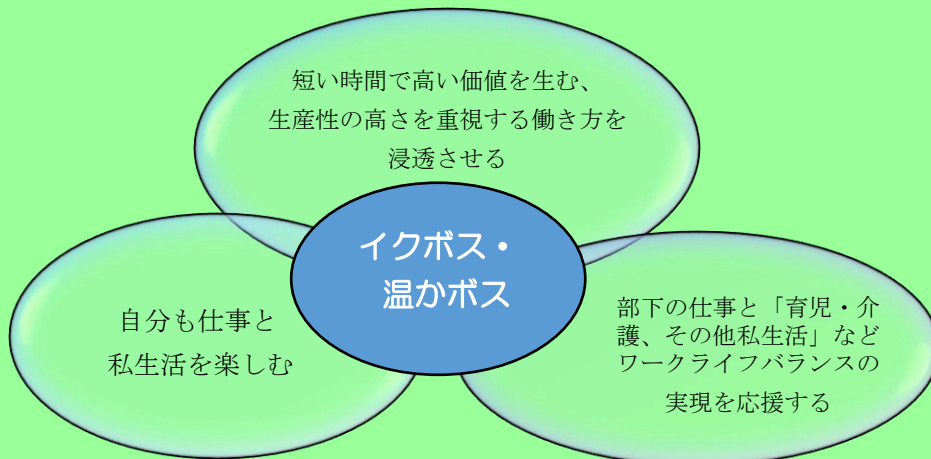 短い時間で高い価値を生む、
生産性の高さを重視する働き方を
浸透させる
イクボス・
温かボス
自分も仕事と
私生活を楽しむ
部下の仕事と「育児・介
護、その他私生活」など
ワークライフバランスの
実現を応援する